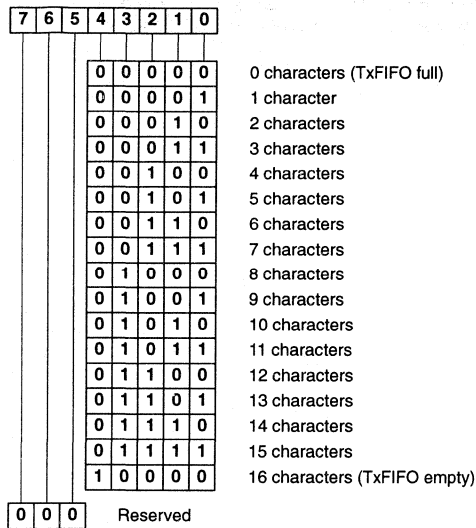 7 6 5 4 3 2 1 0
0 0 0 0 0 0 characters (TxFIFO full)
0 0 0 0 1 1 character
0 0 0 1 0 2 characters
0 0 0 1 1 3 characters
0 0 1 0 0 4 characters
0 0 1 0 1 5 characters
0 0 1 1 0 6 characters
0 0 1 1 1 7 characters
0 1 0 0 0 8 characters
0 1 0 0 1 9 characters
0 1 0 1 0 10 characters
0 1 0 1 1 11 characters
0 1 1 0 0 12 characters
0 1 1 0 1 13 characters
0 1 1 1 0 14 characters
0 1 1 1 1 15 characters
1 0 0 0 0 16 characters (TxFIFO empty)
0 0 0 Reserved